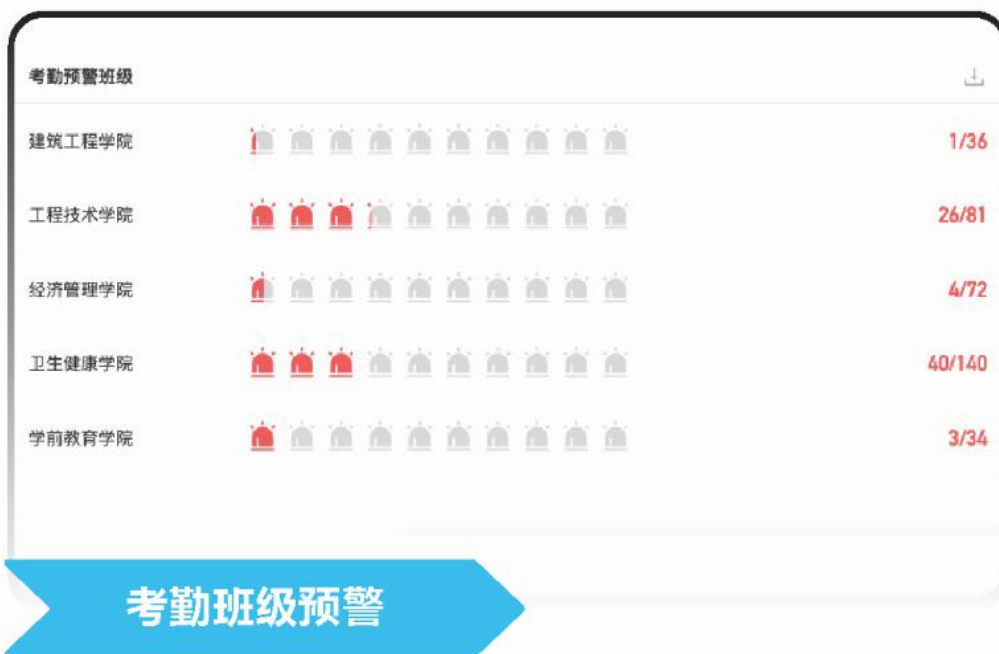 考勤预警班级
建筑工程学院 1/36
工程技术学院 26/81
经济管理学院 4/72
卫生健康学院 40/140
学前教育学院 3/34
考勤班级预警